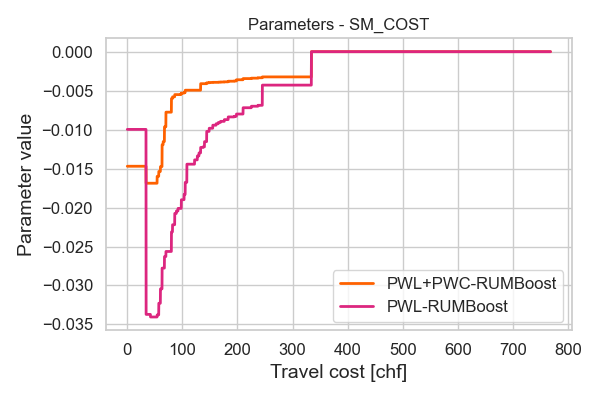 Parameters - SM_COST
Parameter value
0.000
−0.005
−0.010
−0.015
−0.020
−0.025
−0.030
−0.035
PWL+PWC-RUMBoost
PWL-RUMBoost
0 100 200 300 400 500 600 700 800
Travel cost [chf]